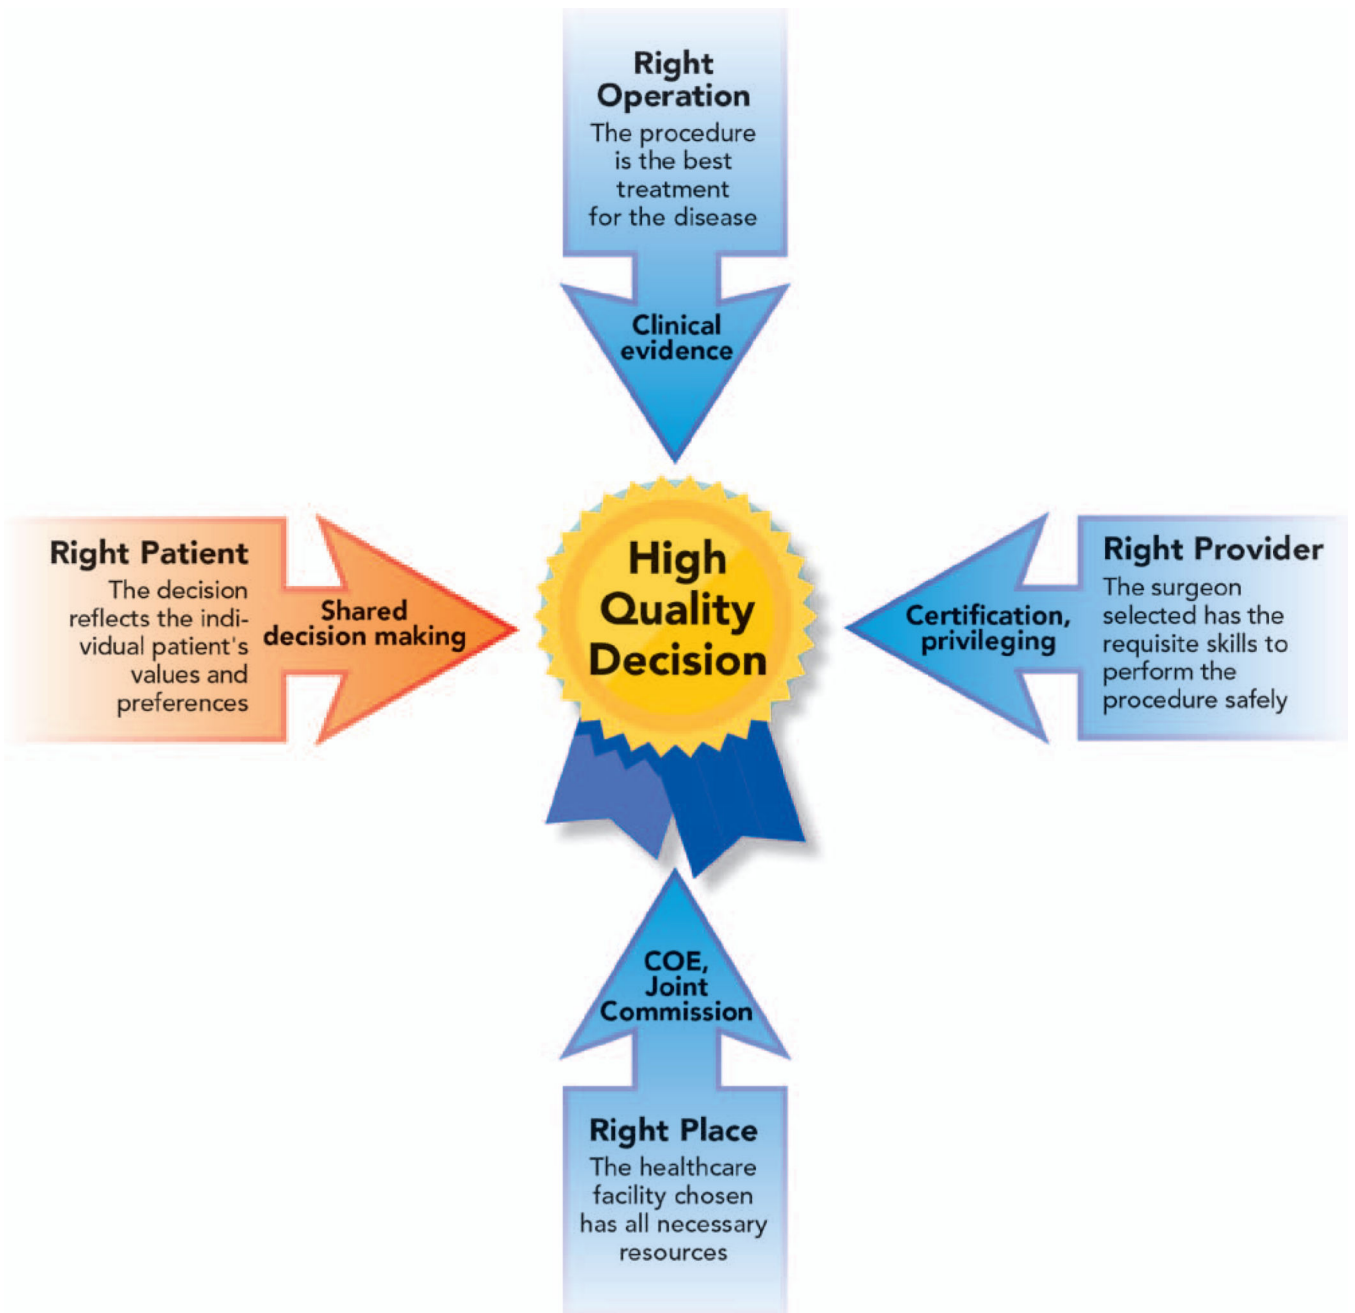 Right
Operation
The procedure
is the best
treatment
for the disease
Clinical
evidence
Right Patient
The decision
reflects the indi-
vidual patient's
values and
preferences
Shared
decision making
High
Quality
Decision
Certification,
privileging
Right Provider
The surgeon
selected has the
requisite skills to
perform the
procedure safely
COE,
Joint
Commission
Right Place
The healthcare
facility chosen
has all necessary
resources